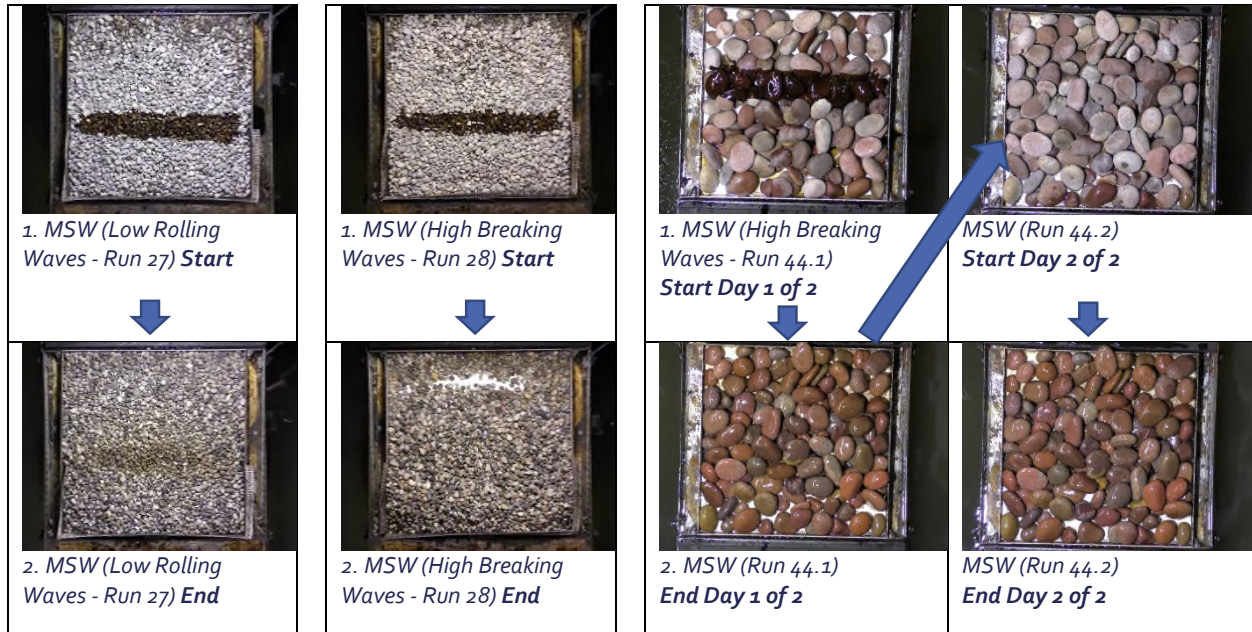 1. MSW (Low Rolling
Waves - Run 27) Start
1. MSW (High Breaking
Waves - Run 28) Start
1. MSW (High Breaking
Waves - Run 44.1)
Start Day 1 of 2
MSW (Run 44.2)
Start Day 2 of 2
2. MSW (Low Rolling
Waves - Run 27) End
2. MSW (High Breaking
Waves - Run 28) End
2. MSW (Run 44.1)
End Day 1 of 2
MSW (Run 44.2)
End Day 2 of 2